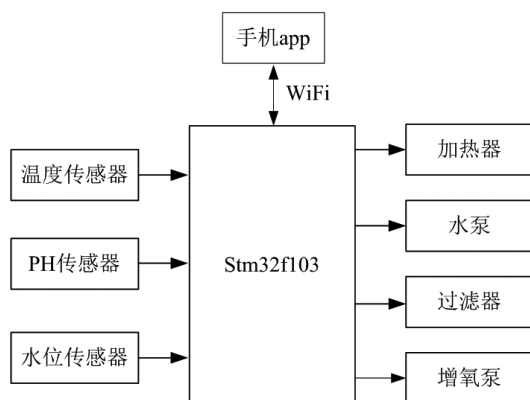 手机app
WiFi
温度传感器
PH传感器
水位传感器
Stm32f103
加热器
水泵
过滤器
增氧泵